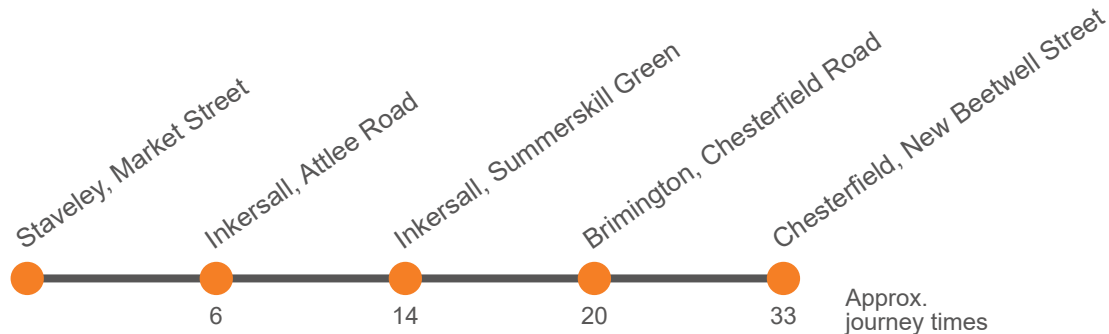 Staveley, Market Street
Inkersall, Attlee Road
Inkersall, Summerskill Green
Brimington, Chesterfield Road
Chesterfield, New Beetwell Street
6
14
20
33
Approx.
journey times